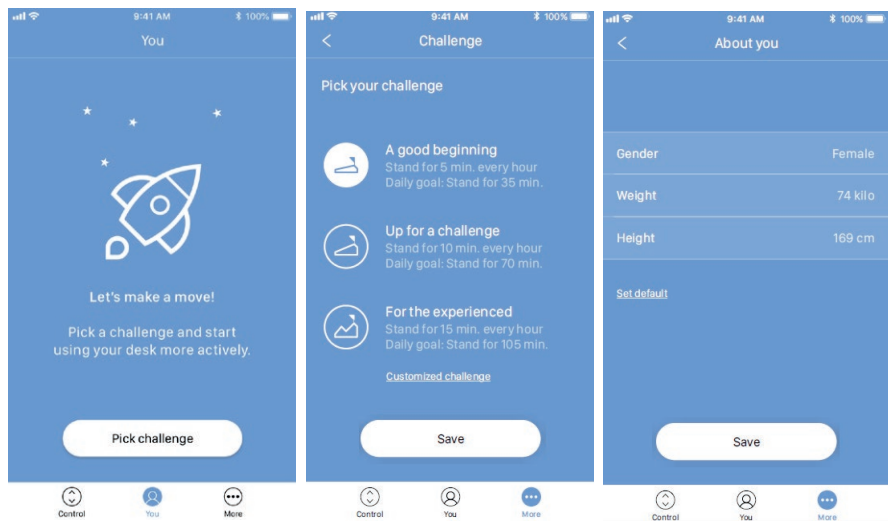 9:41 AM 100%
You
Let's make a move!
Pick a challenge and start
using your desk more actively.
Pick challenge
Control You More
9:41 AM 100%
Challenge
Pick your challenge
A good beginning
Stand for 5 min. every hour
Daily goal: Stand for 35 min.
Up for a challenge
Stand for 10 min. every hour
Daily goal: Stand for 70 min.
For the experienced
Stand for 15 min. every hour
Daily goal: Stand for 105 min.
Customized challenge
Save
Control You More
9:41 AM 100%
About you
Gender Female
Weight 74 kilo
Height 169 cm
Set default
Save
Control You More